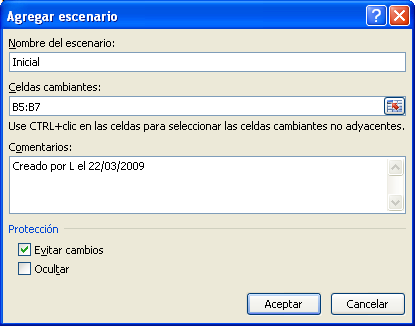 Agregar escenario
Nombre del escenario:
Inicial
Celdas cambiantes:
B5:B7
Use CTRL+clic en las celdas para seleccionar las celdas cambiantes no adyacentes.
Comentarios:
Creado por L el 22/03/2009
Protección
Evitar cambios
Ocultar
Aceptar
Cancelar